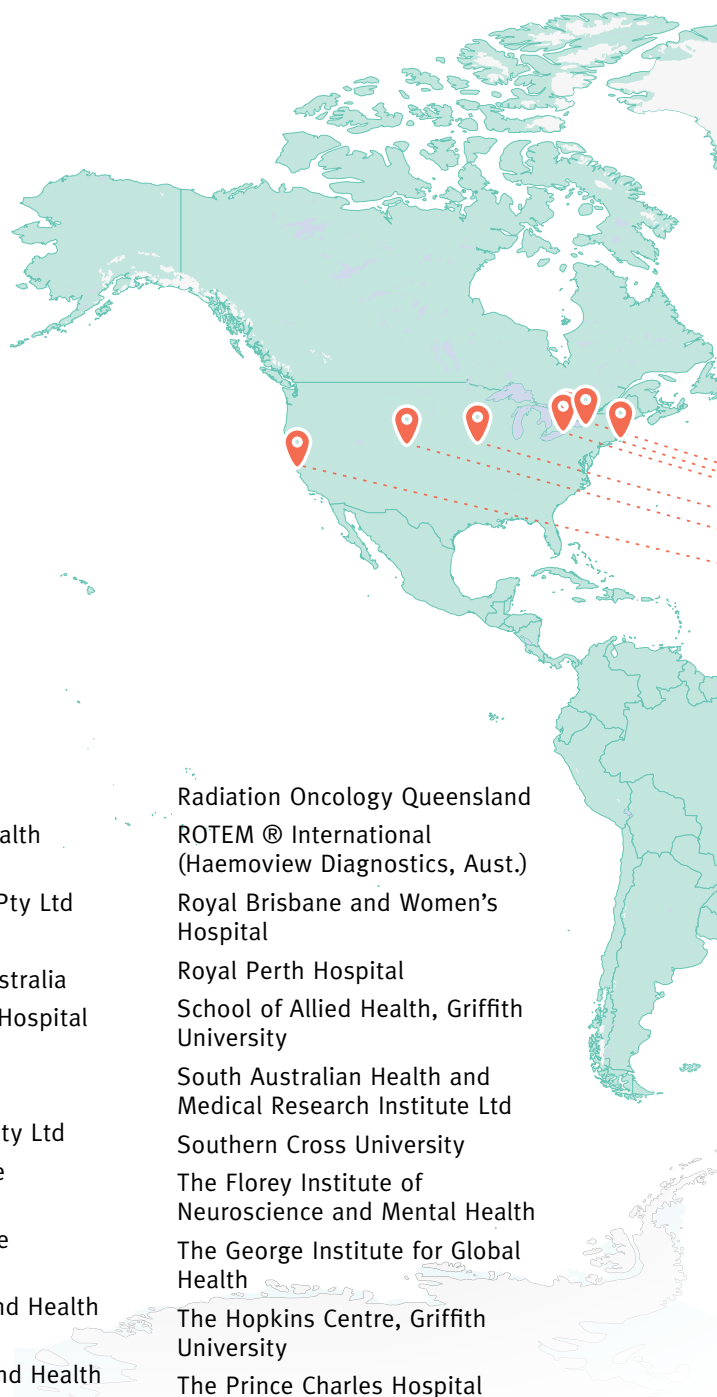 alth
Pty Ltd
stralia
Hospital
ty Ltd
e
e
nd Health
nd Health
Radiation Oncology Queensland
ROTEM ® International
(Haemoview Diagnostics, Aust.)
Royal Brisbane and Women’s
Hospital
Royal Perth Hospital
School of Allied Health, Griffith
University
South Australian Health and
Medical Research Institute Ltd
Southern Cross University
The Florey Institute of
Neuroscience and Mental Health
The George Institute for Global
Health
The Hopkins Centre, Griffith
University
The Prince Charles Hospital